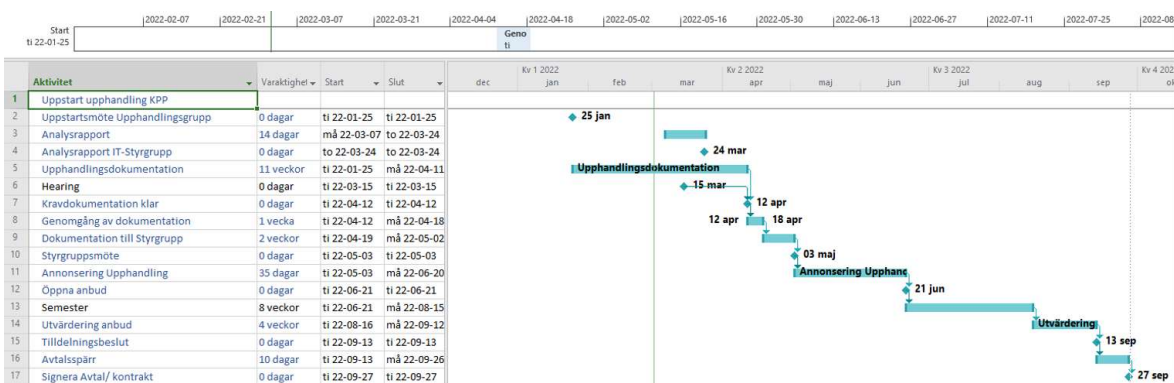 2022-02-07 2022-02-21 2022-03-07 2022-03-21 2022-04-04 2022-04-18 2022-05-02 2022-05-16 2022-05-30 2022-06-13 2022-06-27 2022-07-11 2022-07-25 2022-08
Start
ti 22-01-25
Geno
ti
Kv 1 2022 Kv 2 2022 Kv 3 2022 Kv 4 202
Aktivitet Varaktighet Start Slut dec jan feb mar apr maj jun jul aug sep ok
1 Uppstart upphandling KPP
2 Uppstartsmöte Upphandlingsgrupp 0 dagar ti 22-01-25 ti 22-01-25 25 jan
3 Analysrapport 14 dagar må 22-03-07 to 22-03-24
4 Analysrapport IT-Styrgrupp 0 dagar to 22-03-24 to 22-03-24 24 mar
5 Upphandlingsdokumentation 11 veckor ti 22-01-25 må 22-04-11 Upphandlingsdokumentation
6 Hearing 0 dagar ti 22-03-15 ti 22-03-15 15 mar
7 Kravdokumentation klar 0 dagar ti 22-04-12 ti 22-04-12 12 apr
8 Genomgång av dokumentation 1 vecka ti 22-04-12 må 22-04-18 12 apr 18 apr
9 Dokumentation till Styrgrupp 2 veckor ti 22-04-19 må 22-05-02
10 Styrgruppsmöte 0 dagar ti 22-05-03 ti 22-05-03 03 maj
11 Annonsering Upphandling 35 dagar ti 22-05-03 må 22-06-20 Annonsering Upphanc
12 Öppna anbud 0 dagar ti 22-06-21 ti 22-06-21 21 jun
13 Semester 8 veckor ti 22-06-21 må 22-08-15
14 Utvärdering anbud 4 veckor ti 22-08-16 må 22-09-12 Utvärdering
15 Tilldelningsbeslut 0 dagar ti 22-09-13 ti 22-09-13 13 sep
16 Avtalsspärr 10 dagar ti 22-09-13 må 22-09-26
17 Signera Avtal/ kontrakt 0 dagar ti 22-09-27 ti 22-09-27 27 sep